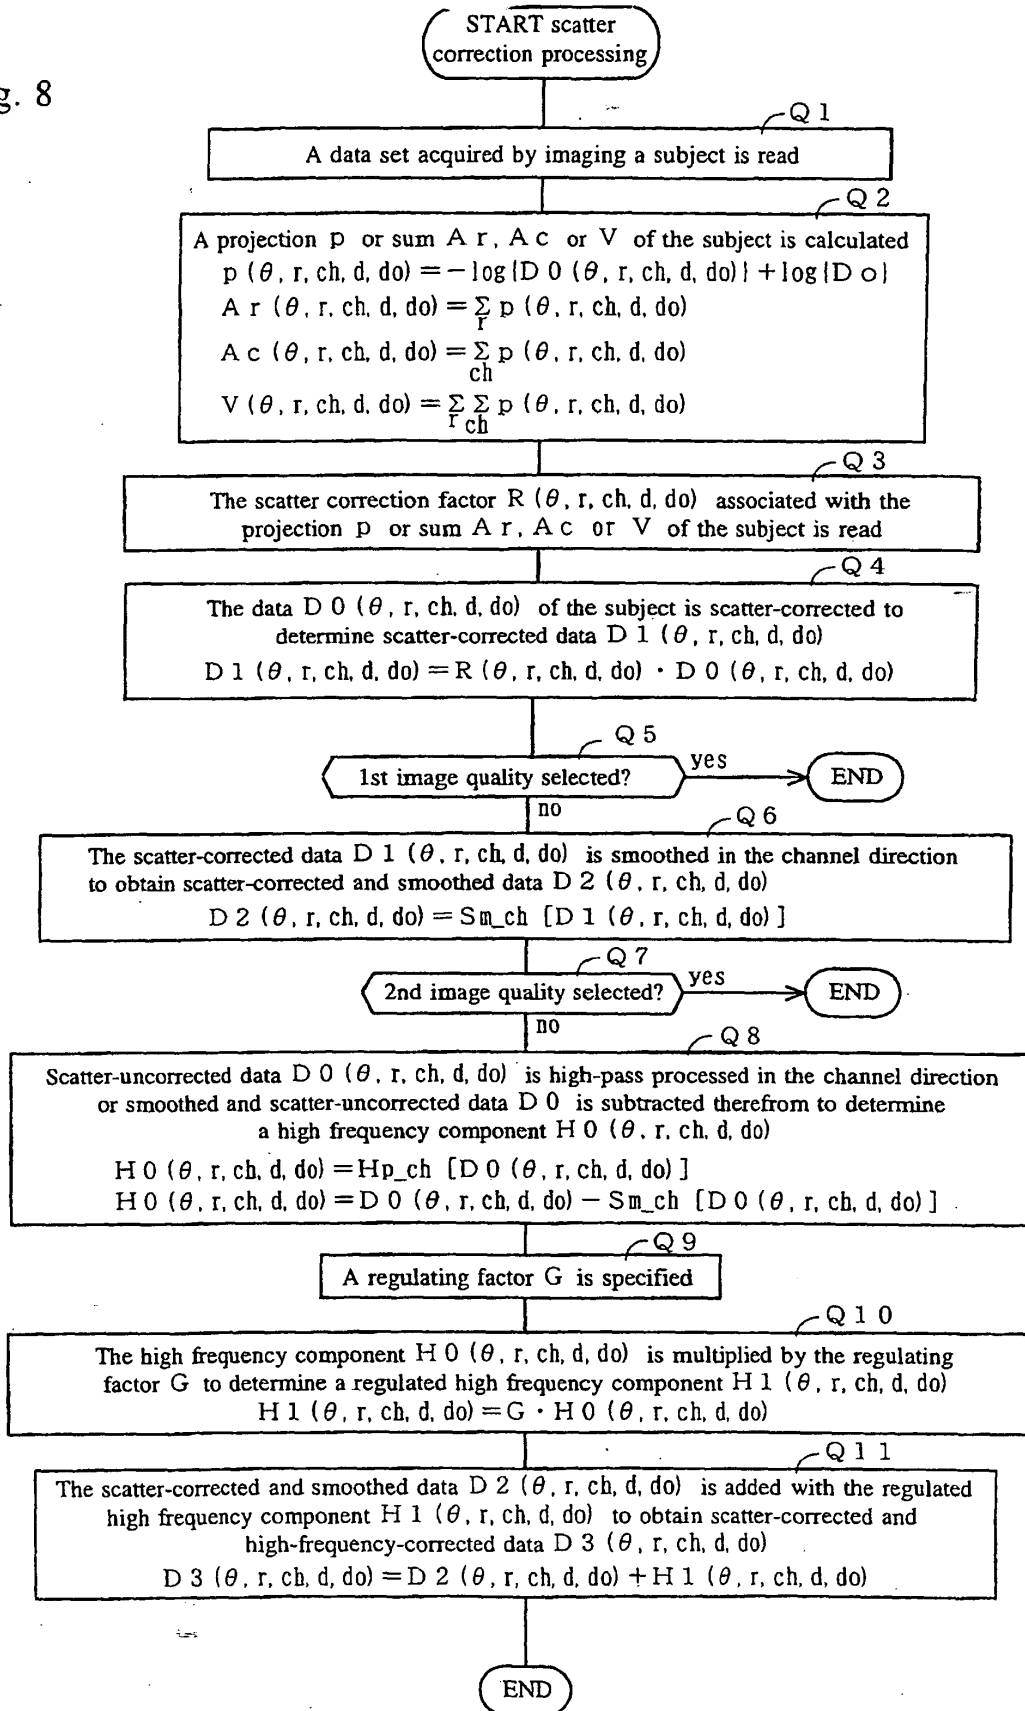 g. 8
START scatter
correction processing
Q 1
A data set acquired by imaging a subject is read
Q 2
A projection p or sum A r, A c or V of the subject is calculated
p (θ, r, ch, d, do) = −log|D 0 (θ, r, ch, d, do)| + log|D o|
A r (θ, r, ch, d, do) = Σ p (θ, r, ch, d, do)
r
A c (θ, r, ch, d, do) = Σ p (θ, r, ch, d, do)
ch
V (θ, r, ch, d, do) = Σ Σ p (θ, r, ch, d, do)
r ch
Q 3
The scatter correction factor R (θ, r, ch, d, do) associated with the
projection p or sum A r, A c or V of the subject is read
Q 4
The data D 0 (θ, r, ch, d, do) of the subject is scatter-corrected to
determine scatter-corrected data D 1 (θ, r, ch, d, do)
D 1 (θ, r, ch, d, do) = R (θ, r, ch, d, do) · D 0 (θ, r, ch, d, do)
Q 5
1st image quality selected?
yes
END
no
Q 6
The scatter-corrected data D 1 (θ, r, ch, d, do) is smoothed in the channel direction
to obtain scatter-corrected and smoothed data D 2 (θ, r, ch, d, do)
D 2 (θ, r, ch, d, do) = Sm_ch [D 1 (θ, r, ch, d, do) ]
Q 7
2nd image quality selected?
yes
END
no
Q 8
Scatter-uncorrected data D 0 (θ, r, ch, d, do) is high-pass processed in the channel direction
or smoothed and scatter-uncorrected data D 0 is subtracted therefrom to determine
a high frequency component H 0 (θ, r, ch, d, do)
H 0 (θ, r, ch, d, do) = Hp_ch [D 0 (θ, r, ch, d, do) ]
H 0 (θ, r, ch, d, do) = D 0 (θ, r, ch, d, do) − Sm_ch [D 0 (θ, r, ch, d, do) ]
Q 9
A regulating factor G is specified
Q 1 0
The high frequency component H 0 (θ, r, ch, d, do) is multiplied by the regulating
factor G to determine a regulated high frequency component H 1 (θ, r, ch, d, do)
H 1 (θ, r, ch, d, do) = G · H 0 (θ, r, ch, d, do)
Q 1 1
The scatter-corrected and smoothed data D 2 (θ, r, ch, d, do) is added with the regulated
high frequency component H 1 (θ, r, ch, d, do) to obtain scatter-corrected and
high-frequency-corrected data D 3 (θ, r, ch, d, do)
D 3 (θ, r, ch, d, do) = D 2 (θ, r, ch, d, do) + H 1 (θ, r, ch, d, do)
END